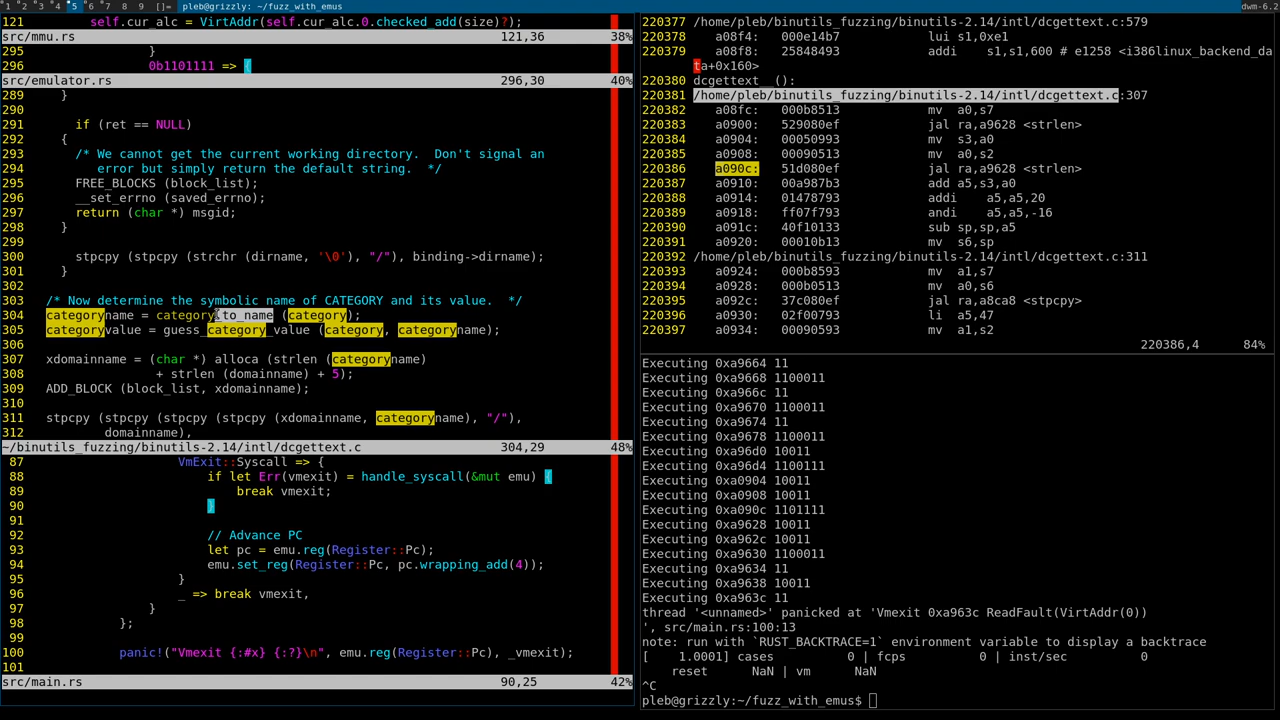 1 2 3 4 5 6 7 8 9 []= pleb@grizzly: ~/fuzz_with_emus dwm-6.2
121 self.cur_alc = VirtAddr(self.cur_alc.0.checked_add(size)?);
src/mmu.rs 121,36 38%
295 }
296 0b1101111 => {
src/emulator.rs 296,30 40%
289 }
290
291 if (ret == NULL)
292 {
293 /* We cannot get the current working directory. Don't signal an
294 error but simply return the default string. */
295 FREE_BLOCKS (block_list);
296 __set_errno (saved_errno);
297 return (char *) msgid;
298 }
299
300 stpcpy (stpcpy (strchr (dirname, '\0'), "/"), binding->dirname);
301 }
302
303 /* Now determine the symbolic name of CATEGORY and its value. */
304 categoryname = category_to_name (category);
305 categoryvalue = guess_category_value (category, categoryname);
306
307 xdomainname = (char *) alloca (strlen (categoryname)
308 + strlen (domainname) + 5);
309 ADD_BLOCK (block_list, xdomainname);
310
311 stpcpy (stpcpy (stpcpy (stpcpy (xdomainname, categoryname), "/"),
312 domainname),
~/binutils_fuzzing/binutils-2.14/intl/dcgettext.c 304,29 48%
87 VmExit::Syscall => {
88 if let Err(vmexit) = handle_syscall(&mut emu) {
89 break vmexit;
90 }
91
92 // Advance PC
93 let pc = emu.reg(Register::Pc);
94 emu.set_reg(Register::Pc, pc.wrapping_add(4));
95 }
96 _ => break vmexit,
97 }
98 };
99
100 panic!("Vmexit {:#x} {:?}\n", emu.reg(Register::Pc), _vmexit);
101
src/main.rs 90,25 42%
220377 /home/pleb/binutils_fuzzing/binutils-2.14/intl/dcgettext.c:579
220378 a08f4: 000e14b7 lui s1,0xe1
220379 a08f8: 25848493 addi s1,s1,600 # e1258 <i386linux_backend_da
ta+0x160>
220380 dcgettext__():
220381 /home/pleb/binutils_fuzzing/binutils-2.14/intl/dcgettext.c:307
220382 a08fc: 000b8513 mv a0,s7
220383 a0900: 529080ef jal ra,a9628 <strlen>
220384 a0904: 00050993 mv s3,a0
220385 a0908: 00090513 mv a0,s2
220386 a090c: 51d080ef jal ra,a9628 <strlen>
220387 a0910: 00a987b3 add a5,s3,a0
220388 a0914: 01478793 addi a5,a5,20
220389 a0918: ff07f793 andi a5,a5,-16
220390 a091c: 40f10133 sub sp,sp,a5
220391 a0920: 00010b13 mv s6,sp
220392 /home/pleb/binutils_fuzzing/binutils-2.14/intl/dcgettext.c:311
220393 a0924: 000b8593 mv a1,s7
220394 a0928: 000b0513 mv a0,s6
220395 a092c: 37c080ef jal ra,a8ca8 <stpcpy>
220396 a0930: 02f00793 li a5,47
220397 a0934: 00090593 mv a1,s2
220386,4 84%
Executing 0xa9664 11
Executing 0xa9668 1100011
Executing 0xa966c 11
Executing 0xa9670 1100011
Executing 0xa9674 11
Executing 0xa9678 1100011
Executing 0xa96d0 10011
Executing 0xa96d4 1100111
Executing 0xa0904 10011
Executing 0xa0908 10011
Executing 0xa090c 1101111
Executing 0xa9628 10011
Executing 0xa962c 10011
Executing 0xa9630 1100011
Executing 0xa9634 11
Executing 0xa9638 10011
Executing 0xa963c 11
thread '<unnamed>' panicked at 'Vmexit 0xa963c ReadFault(VirtAddr(0))
', src/main.rs:100:13
note: run with `RUST_BACKTRACE=1` environment variable to display a backtrace
[ 1.0001] cases 0 | fcps 0 | inst/sec 0
reset NaN | vm NaN
^C
pleb@grizzly:~/fuzz_with_emus$